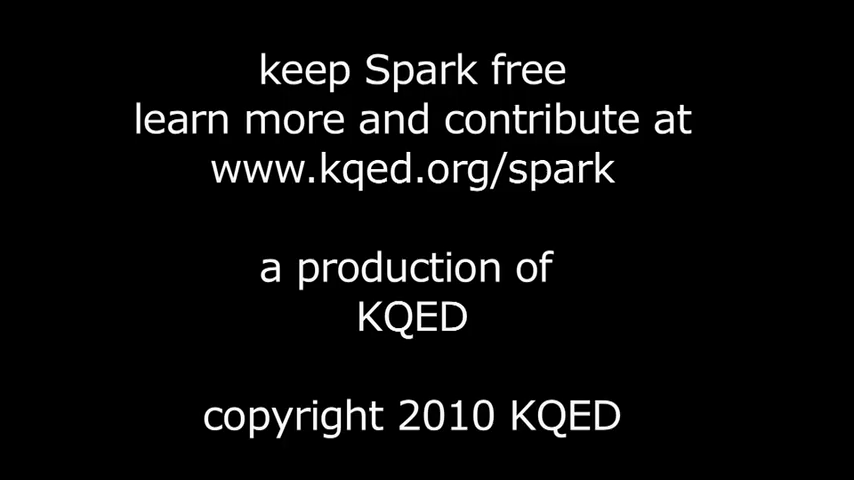 keep Spark free
learn more and contribute at
www.kqed.org/spark
a production of
KQED
copyright 2010 KQED